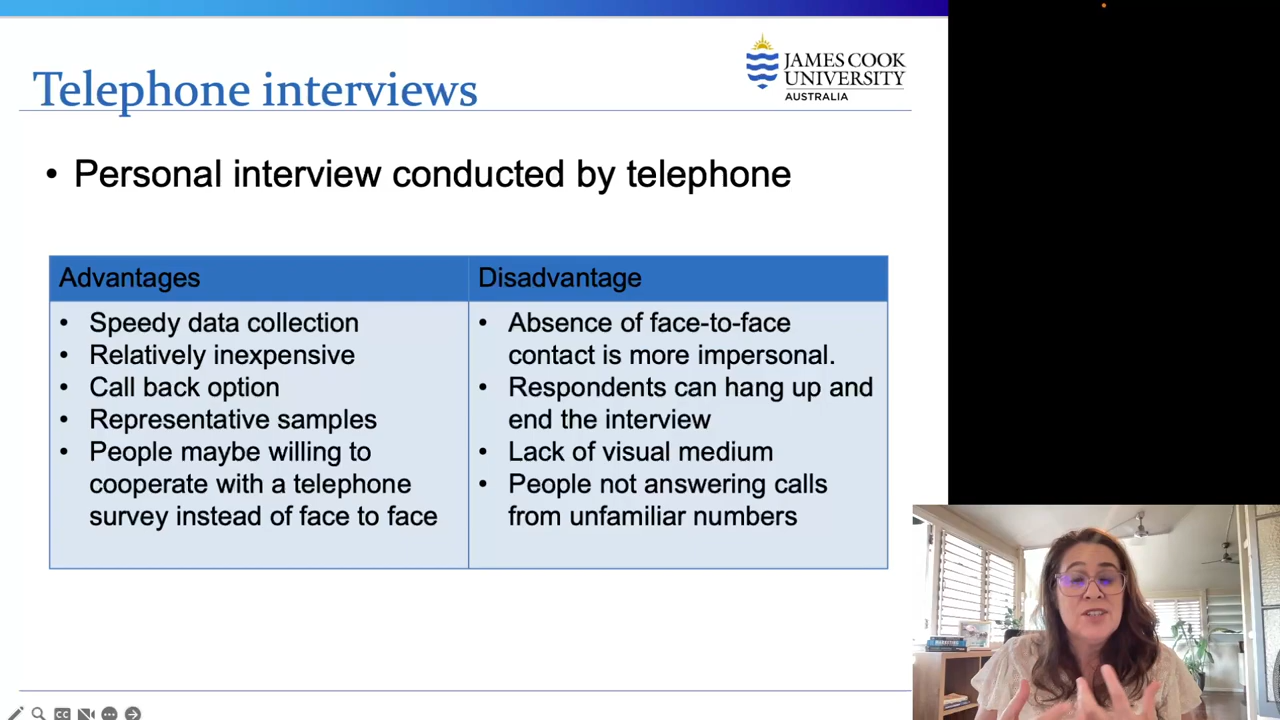 Telephone interviews
JAMES COOK
UNIVERSITY
AUSTRALIA
• Personal interview conducted by telephone
Advantages
• Speedy data collection
• Relatively inexpensive
• Call back option
• Representative samples
• People maybe willing to
cooperate with a telephone
survey instead of face to face
Disadvantage
• Absence of face-to-face
contact is more impersonal.
• Respondents can hang up and
end the interview
• Lack of visual medium
• People not answering calls
from unfamiliar numbers
CC